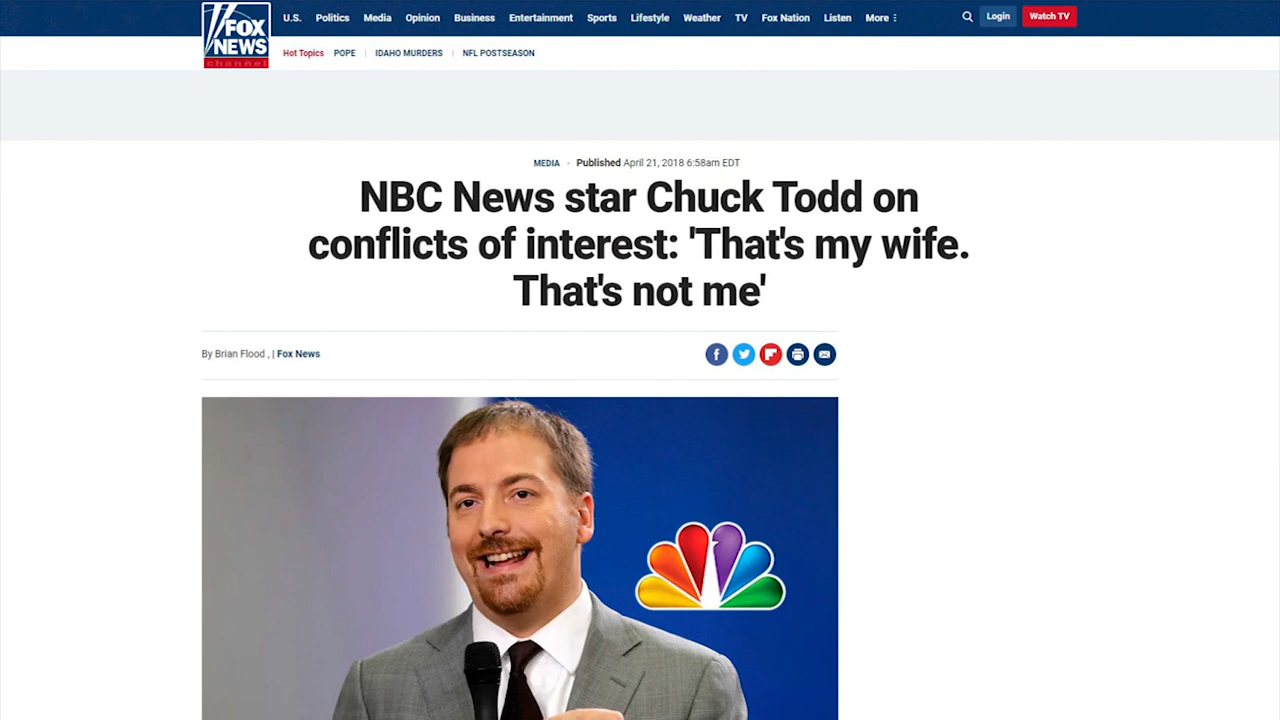 FOX
NEWS
channel
U.S. Politics Media Opinion Business Entertainment Sports Lifestyle Weather TV Fox Nation Listen More Login Watch TV
Hot Topics POPE IDAHO MURDERS NFL POSTSEASON
MEDIA · Published April 21, 2018 6:58am EDT
NBC News star Chuck Todd on
conflicts of interest: 'That's my wife.
That's not me'
By Brian Flood , | Fox News